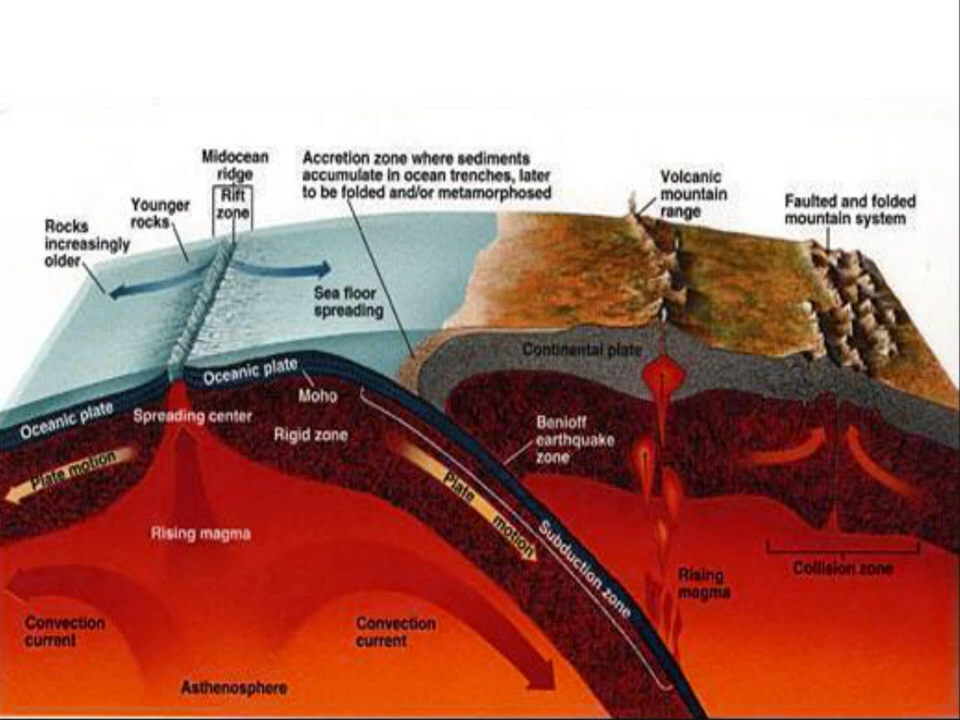 Midocean
ridge
Rift
zone
Accretion zone where sediments
accumulate in ocean trenches, later
to be folded and/or metamorphosed
Volcanic
mountain
range
Faulted and folded
mountain system
Younger
rocks
Rocks
increasingly
older
Sea floor
spreading
Continental plate
Oceanic plate
Oceanic plate
Moho
Spreading center
Rigid zone
Benioff
earthquake
zone
Plate motion
Plate
motion
Subduction zone
Rising magma
Rising
magma
Collision zone
Convection
current
Convection
current
Asthenosphere